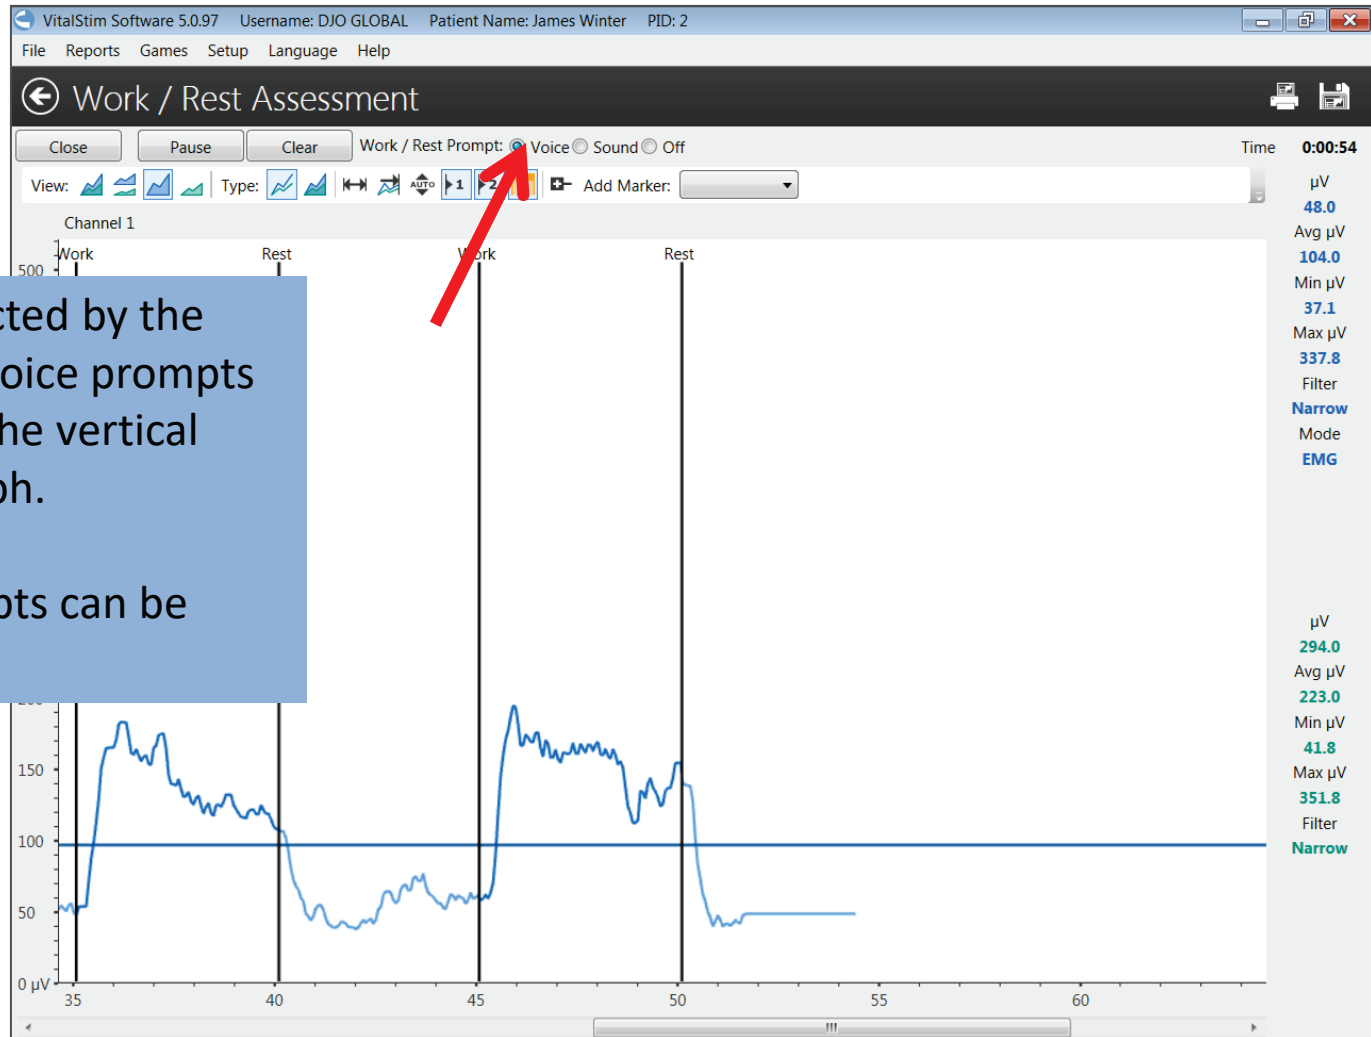 VitalStim Software 5.0.97 Username: DJO GLOBAL Patient Name: James Winter PID: 2
File Reports Games Setup Language Help
Work / Rest Assessment
Close Pause Clear Work / Rest Prompt: Voice Sound Off Time 0:00:54
View: Type: AUTO 1 2 Add Marker:
Channel 1
Work Rest Work Rest
500
cted by the
oice prompts
he vertical
ph.
pts can be
150
100
50
0 µV
35 40 45 50 55 60
µV
48.0
Avg µV
104.0
Min µV
37.1
Max µV
337.8
Filter
Narrow
Mode
EMG
µV
294.0
Avg µV
223.0
Min µV
41.8
Max µV
351.8
Filter
Narrow